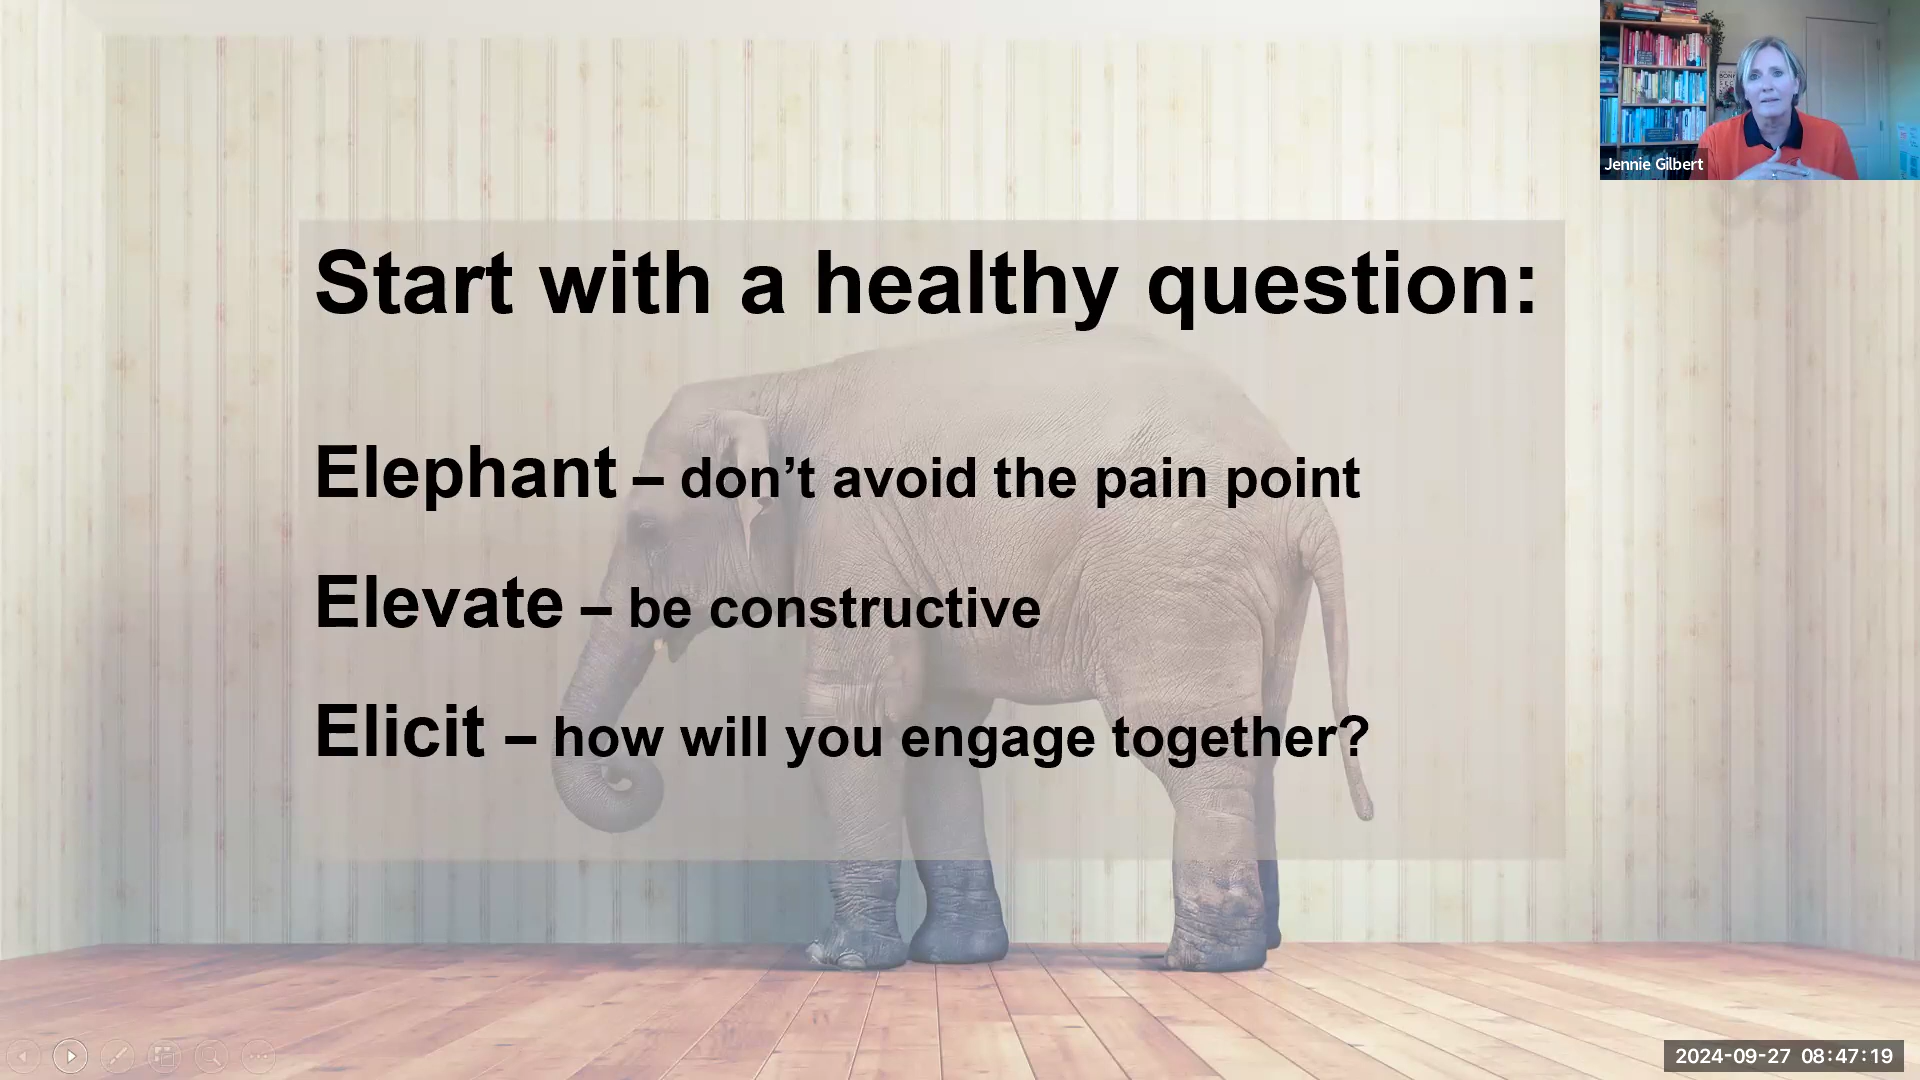 Jennie Gilbert
Start with a healthy question:
Elephant – don’t avoid the pain point
Elevate – be constructive
Elicit – how will you engage together?
2024-09-27 08:47:19